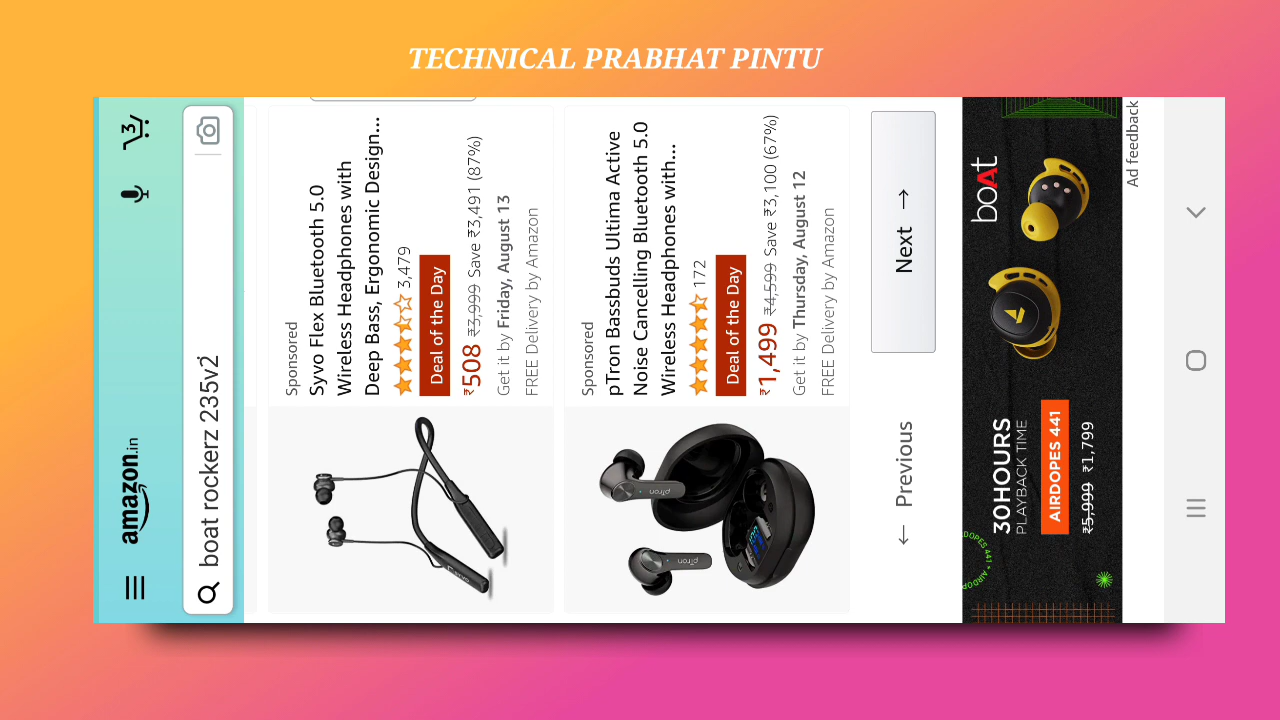 TECHNICAL PRABHAT PINTU
amazon.in
3
boat rockerz 235v2
Sponsored
Syvo Flex Bluetooth 5.0
Wireless Headphones with
Deep Bass, Ergonomic Design...
3,479
Deal of the Day
₹508 ₹3,999 Save ₹3,491 (87%)
Get it by Friday, August 13
FREE Delivery by Amazon
Sponsored
pTron Bassbuds Ultima Active
Noise Cancelling Bluetooth 5.0
Wireless Headphones with...
172
Deal of the Day
₹1,499 ₹4,599 Save ₹3,100 (67%)
Get it by Thursday, August 12
FREE Delivery by Amazon
pTron
pTron
← Previous
Next →
boAt
30HOURS
PLAYBACK TIME
AIRDOPES 441
₹5,999 ₹1,799
Ad feedback